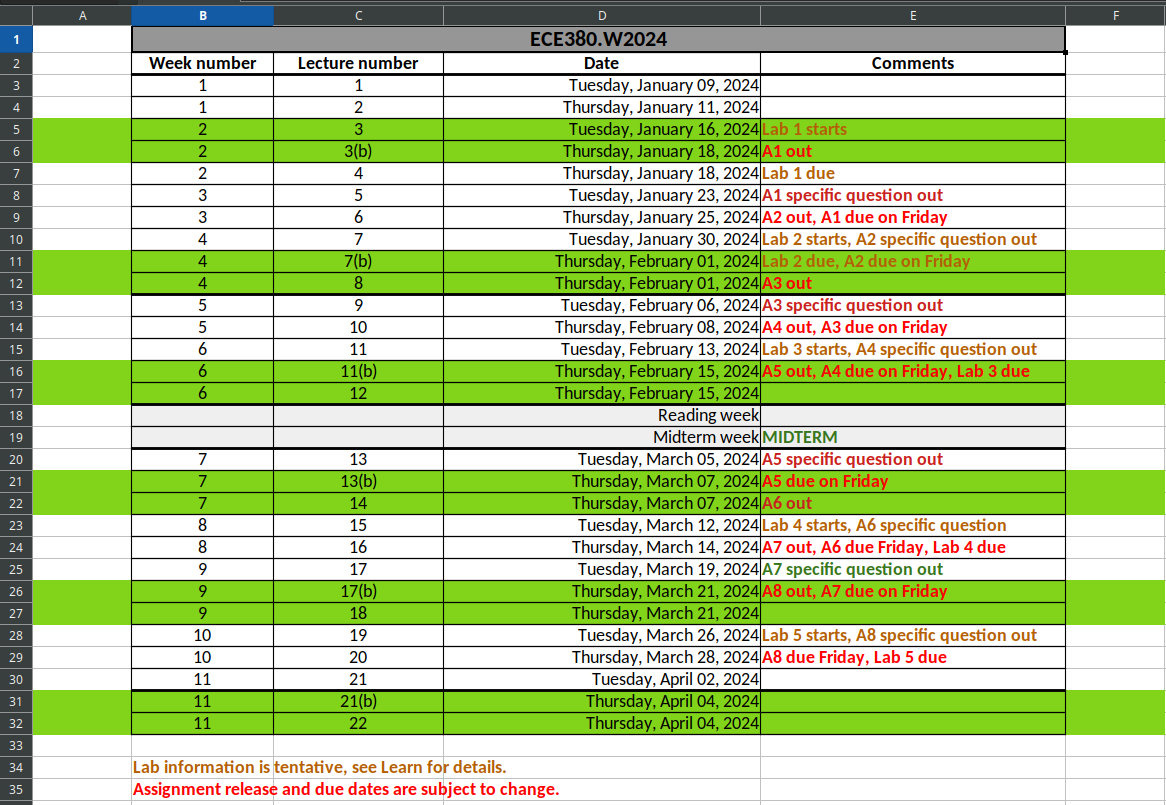 A B C D E F
1 ECE380.W2024
2 Week number Lecture number Date Comments
3 1 1 Tuesday, January 09, 2024
4 1 2 Thursday, January 11, 2024
5 2 3 Tuesday, January 16, 2024 Lab 1 starts
6 2 3(b) Thursday, January 18, 2024 A1 out
7 2 4 Thursday, January 18, 2024 Lab 1 due
8 3 5 Tuesday, January 23, 2024 A1 specific question out
9 3 6 Thursday, January 25, 2024 A2 out, A1 due on Friday
10 4 7 Tuesday, January 30, 2024 Lab 2 starts, A2 specific question out
11 4 7(b) Thursday, February 01, 2024 Lab 2 due, A2 due on Friday
12 4 8 Thursday, February 01, 2024 A3 out
13 5 9 Tuesday, February 06, 2024 A3 specific question out
14 5 10 Thursday, February 08, 2024 A4 out, A3 due on Friday
15 6 11 Tuesday, February 13, 2024 Lab 3 starts, A4 specific question out
16 6 11(b) Thursday, February 15, 2024 A5 out, A4 due on Friday, Lab 3 due
17 6 12 Thursday, February 15, 2024
18 Reading week
19 Midterm week MIDTERM
20 7 13 Tuesday, March 05, 2024 A5 specific question out
21 7 13(b) Thursday, March 07, 2024 A5 due on Friday
22 7 14 Thursday, March 07, 2024 A6 out
23 8 15 Tuesday, March 12, 2024 Lab 4 starts, A6 specific question
24 8 16 Thursday, March 14, 2024 A7 out, A6 due Friday, Lab 4 due
25 9 17 Tuesday, March 19, 2024 A7 specific question out
26 9 17(b) Thursday, March 21, 2024 A8 out, A7 due on Friday
27 9 18 Thursday, March 21, 2024
28 10 19 Tuesday, March 26, 2024 Lab 5 starts, A8 specific question out
29 10 20 Thursday, March 28, 2024 A8 due Friday, Lab 5 due
30 11 21 Tuesday, April 02, 2024
31 11 21(b) Thursday, April 04, 2024
32 11 22 Thursday, April 04, 2024
33
34 Lab information is tentative, see Learn for details.
35 Assignment release and due dates are subject to change.